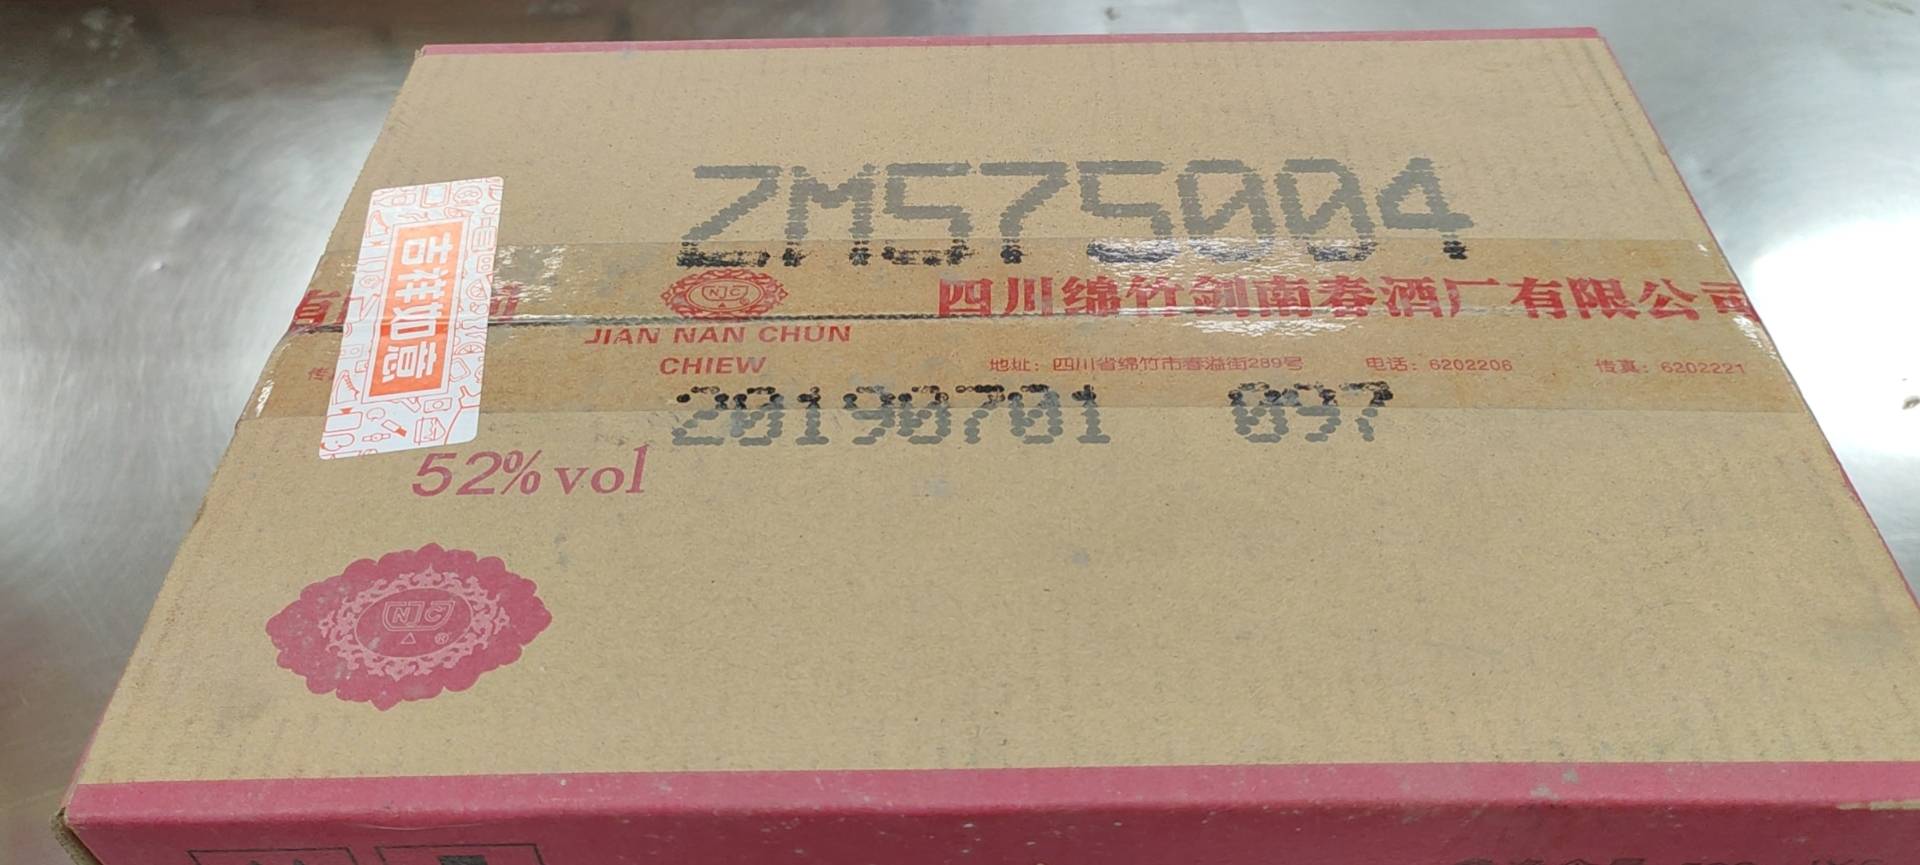 ZM575004
四川绵竹剑南春酒厂有限公司
NJC
JIAN NAN CHUN
CHIEW
地址：四川省绵竹市春溢街289号 电话：6202206 传真：6202221
吉祥如意
20190701 097
52% vol
NJC
®